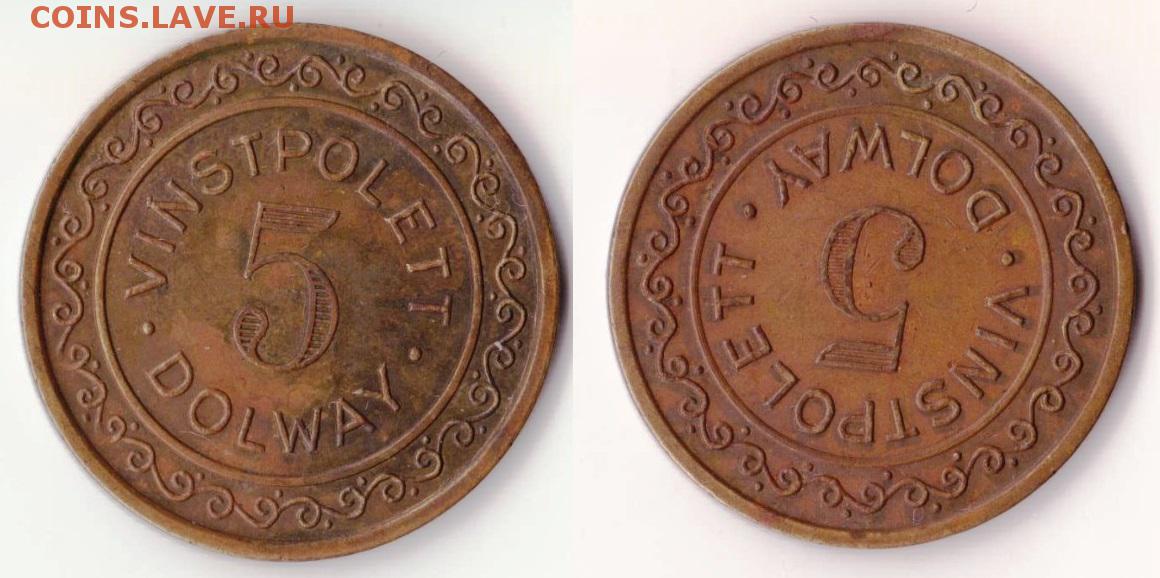 COINS.LAVE.RU
VINSTPOLETT
5
DOLWAY
VINSTPOLETT
5
DOLWAY